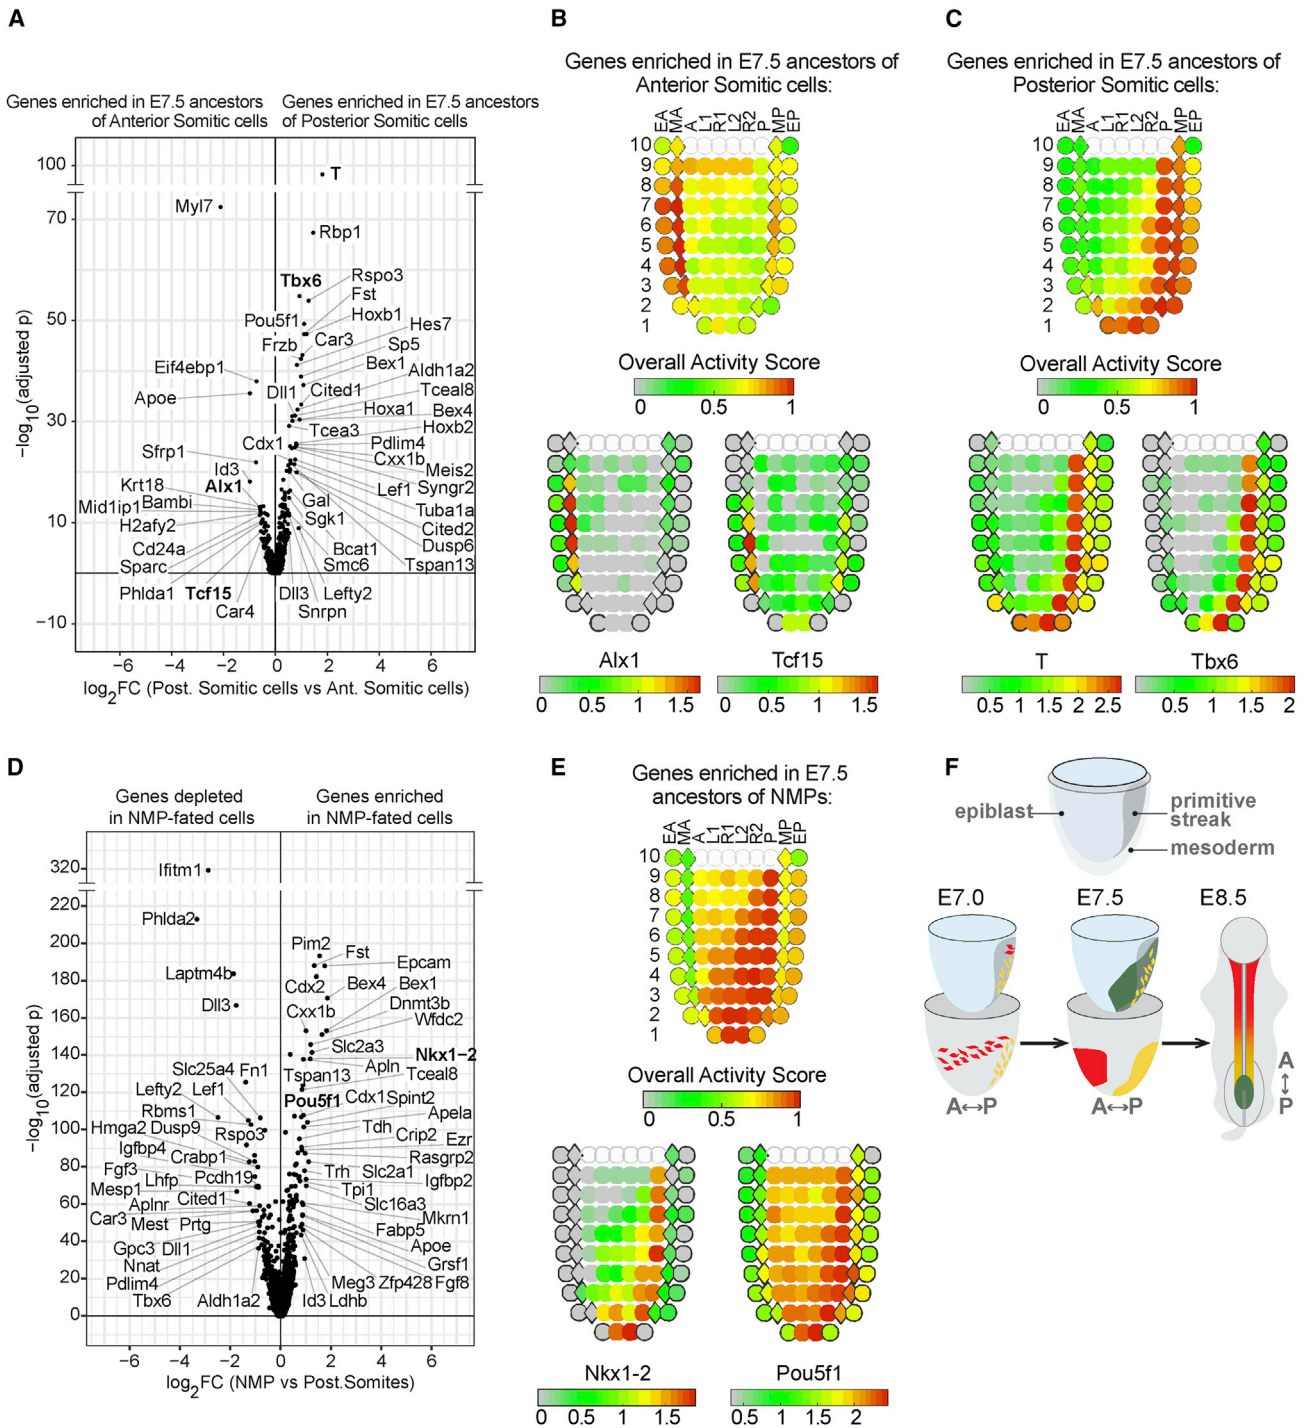 A
Genes enriched in E7.5 ancestors
of Anterior Somitic cells
Genes enriched in E7.5 ancestors
of Posterior Somitic cells
−log10(adjusted p)
100
70
50
30
10
−10
T
Myl7
Rbp1
Tbx6
Rspo3
Fst
Pou5f1
Hoxb1
Hes7
Frzb
Car3
Sp5
Bex1
Eif4ebp1
Aldh1a2
Apoe
Dll1
Cited1
Tceal8
Hoxa1
Bex4
Tcea3
Hoxb2
Cdx1
Pdlim4
Sfrp1
Cxx1b
Id3
Meis2
Alx1
Krt18
Lef1
Syngr2
Mid1ip1
Bambi
Gal
Tuba1a
H2afy2
Sgk1
Cited2
Cd24a
Bcat1
Dusp6
Sparc
Smc6
Tspan13
Phlda1
Tcf15
Dll3
Lefty2
Car4
Snrpn
−6 −4 −2 0 2 4 6
log2FC (Post. Somitic cells vs Ant. Somitic cells)
B
Genes enriched in E7.5 ancestors of
Anterior Somitic cells:
EA MA A L1 R1 L2 R2 P MP EP
10
9
8
7
6
5
4
3
2
1
Overall Activity Score
0 0.5 1
Alx1
0 0.5 1 1.5
Tcf15
0 0.5 1 1.5
C
Genes enriched in E7.5 ancestors of
Posterior Somitic cells:
EA MA A L1 R1 L2 R2 P MP EP
10
9
8
7
6
5
4
3
2
1
Overall Activity Score
0 0.5 1
T
0.5 1 1.5 2 2.5
Tbx6
0.5 1 1.5 2
D
Genes depleted
in NMP-fated cells
Genes enriched
in NMP-fated cells
−log10(adjusted p)
320
220
200
180
160
140
120
100
80
60
40
20
0
Ifitm1
Phlda2
Pim2
Fst
Laptm4b
Epcam
Cdx2
Bex4
Bex1
Dll3
Cxx1b
Dnmt3b
Wfdc2
Slc2a3
Nkx1−2
Slc25a4
Fn1
Apln
Tspan13
Tceal8
Lefty2
Lef1
Pou5f1
Cdx1
Spint2
Rbms1
Apela
Hmga2
Dusp9
Rspo3
Tdh
Crip2
Ezr
Igfbp4
Crabp1
Rasgrp2
Fgf3
Lhfp
Pcdh19
Trh
Slc2a1
Mesp1
Tpi1
Igfbp2
Aplnr
Cited1
Slc16a3
Car3
Mest
Prtg
Mkrn1
Fabp5
Gpc3
Dll1
Apoe
Nnat
Grsf1
Pdlim4
Meg3
Zfp428
Fgf8
Tbx6
Aldh1a2
Id3
Ldhb
−6 −4 −2 0 2 4 6
log2FC (NMP vs Post.Somites)
E
Genes enriched in E7.5
ancestors of NMPs:
EA MA A L1 R1 L2 R2 P MP EP
10
9
8
7
6
5
4
3
2
1
Overall Activity Score
0 0.5 1
Nkx1-2
0 0.5 1 1.5
Pou5f1
0.5 1 1.5 2
F
epiblast
primitive
streak
mesoderm
E7.0
E7.5
E8.5
A↔P
A↔P
A
↕
P